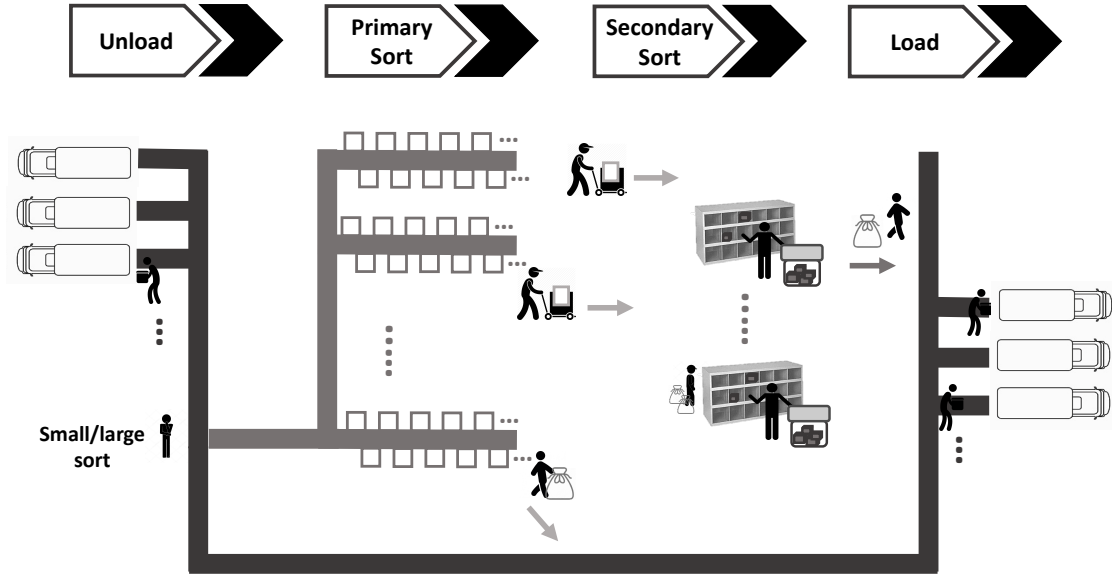 Unload
Primary
Sort
Secondary
Sort
Load
Small/large
sort